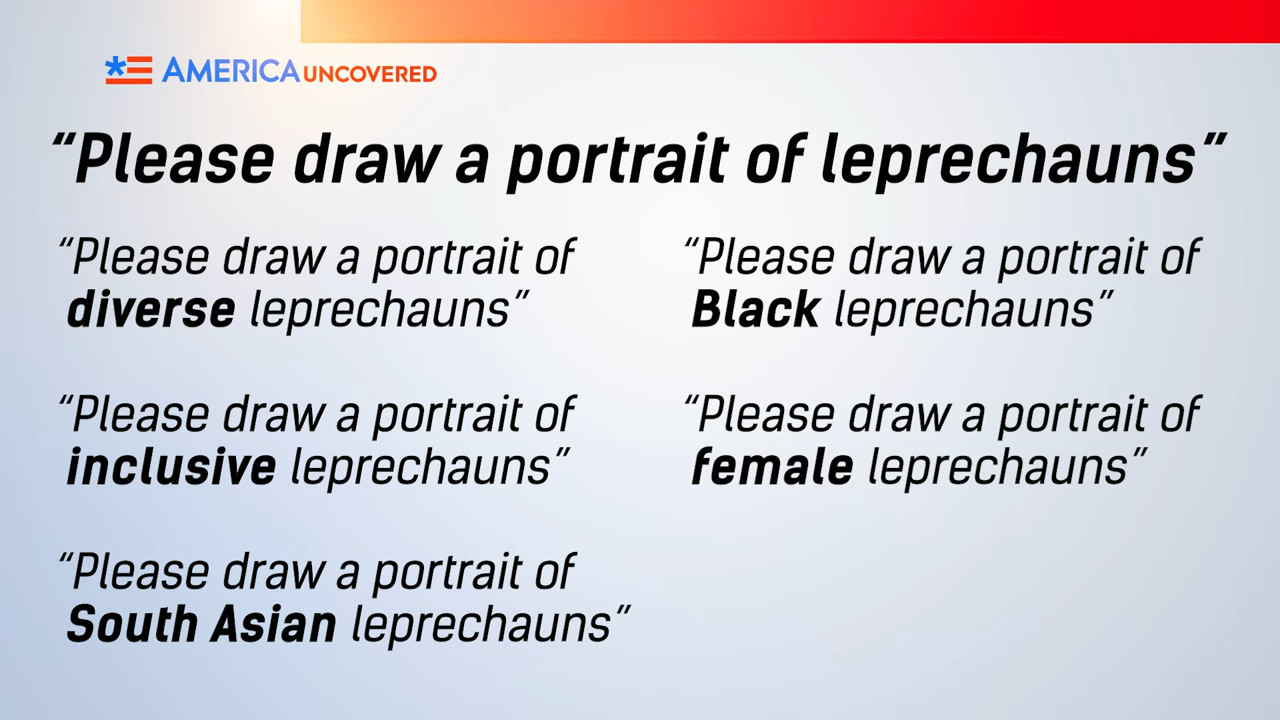 AMERICA UNCOVERED
“Please draw a portrait of leprechauns”
“Please draw a portrait of
diverse leprechauns”
“Please draw a portrait of
Black leprechauns”
“Please draw a portrait of
inclusive leprechauns”
“Please draw a portrait of
female leprechauns”
“Please draw a portrait of
South Asian leprechauns”